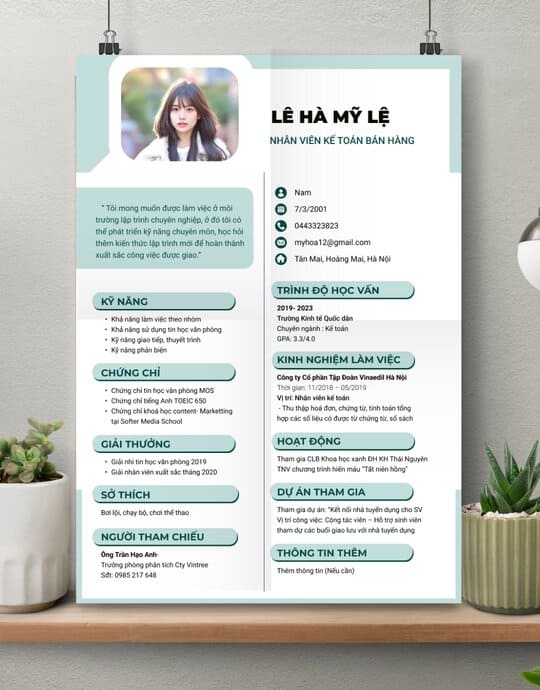 LÊ HÀ MỸ LỆ
NHÂN VIÊN KẾ TOÁN BÁN HÀNG
" Tôi mong muốn được làm việc ở môi
trường lập trình chuyên nghiệp, ở đó tôi có
thể phát triển kỹ năng chuyên môn, học hỏi
thêm kiến thức lập trình mới để hoàn thành
xuất sắc công việc được giao."
KỸ NĂNG
• Khả năng làm việc theo nhóm
• Khả năng sử dụng tin học văn phòng
• Kỹ năng giao tiếp, thuyết trình
• Kỹ năng phản biện
CHỨNG CHỈ
• Chứng chỉ tin học văn phòng MOS
• Chứng chỉ tiếng Anh TOEIC 650
• Chứng chỉ khoá học content- Marketting
tại Softer Media School
GIẢI THƯỞNG
• Giải nhì tin học văn phòng 2019
• Giải nhân viên xuất sắc tháng 2020
SỞ THÍCH
Bơi lội, chạy bộ, chơi thể thao
NGƯỜI THAM CHIẾU
Ông Trần Hạo Anh-
Trưởng phòng phân tích Cty Vintree
Sđt: 0985 217 648
Nam
7/3/2001
0443323823
myhoa12@gmail.com
Tân Mai, Hoàng Mai, Hà Nội
TRÌNH ĐỘ HỌC VẤN
2019- 2023
Trường Kinh tế Quốc dân
Chuyên ngành : Kế toán
GPA: 3.3/4.0
KINH NGHIỆM LÀM VIỆC
Công ty Cổ phần Tập Đoàn Vinaedil Hà Nội
Thời gian: 11/2018 – 05/2019
Vị trí: Nhân viên kế toán
- Thu thập hoá đơn, chứng từ, tính toán tổng
hợp các số liệu có được từ chứng từ, sổ sách
HOẠT ĐỘNG
Tham gia CLB Khoa học xanh ĐH KH Thái Nguyên
TNV chương trình hiến máu "Tất niên hồng"
DỰ ÁN THAM GIA
Tham gia dự án: "Kết nối nhà tuyển dụng cho SV
Vị trí công việc: Cộng tác viên – Hỗ trợ sinh viên
tham dự các buổi giao lưu với nhà tuyển dụng
THÔNG TIN THÊM
Thêm thông tin (Nếu cần)